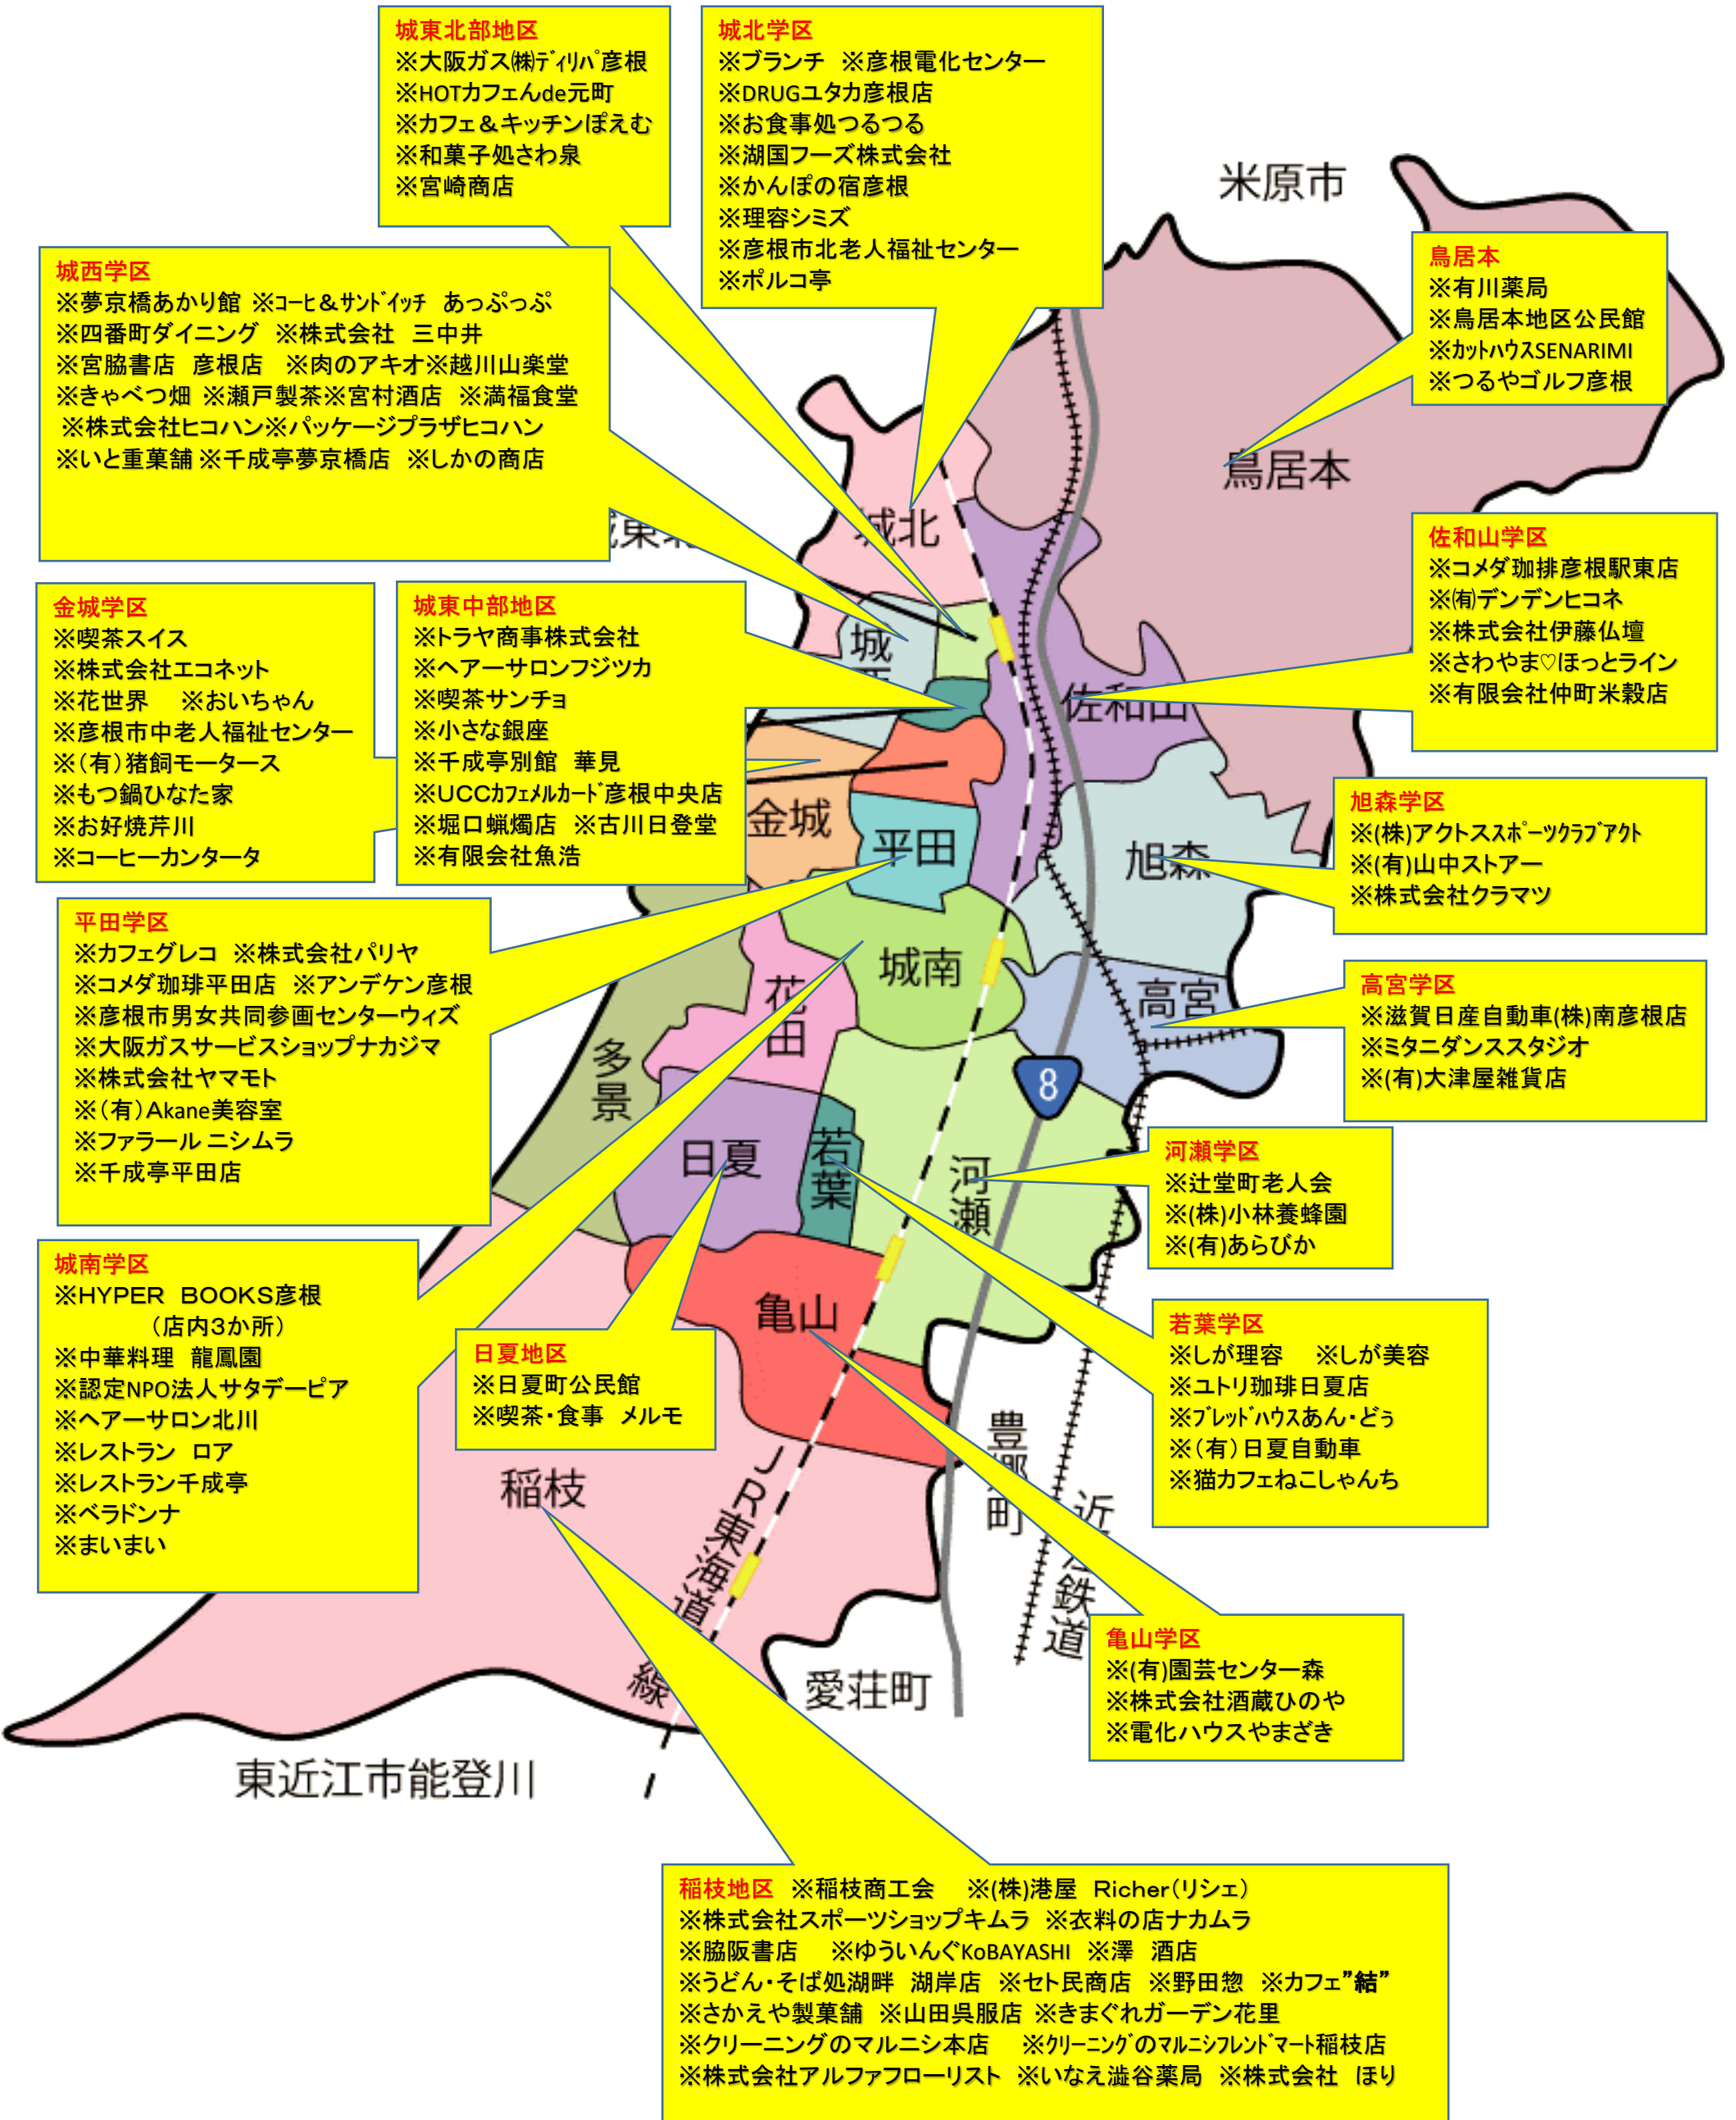 城東北部地区
※大阪ガス㈱ディリパ彦根
※HOTカフェんde元町
※カフェ＆キッチンぽえむ
※和菓子処さわ泉
※宮崎商店
城北学区
※ブランチ　※彦根電化センター
※DRUGユタカ彦根店
※お食事処つるつる
※湖国フーズ株式会社
※かんぽの宿彦根
※理容シミズ
※彦根市北老人福祉センター
※ポルコ亭
米原市
鳥居本
※有川薬局
※鳥居本地区公民館
※カットハウスSENARIMI
※つるやゴルフ彦根
城西学区
※夢京橋あかり館 ※コーヒ&サンドイッチ　あっぷっぷ
※四番町ダイニング　※株式会社　三中井
※宮脇書店　彦根店　※肉のアキオ※越川山楽堂
※きゃべつ畑 ※瀬戸製茶※宮村酒店　※満福食堂
※株式会社ヒコハン※パッケージプラザヒコハン
※いと重菓舗※千成亭夢京橋店　※しかの商店
鳥居本
城北
佐和山学区
※コメダ珈排彦根駅東店
※㈲デンデンヒコネ
※株式会社伊藤仏壇
※さわやま♡ほっとライン
※有限会社仲町米穀店
金城学区
※喫茶スイス
※株式会社エコネット
※花世界　※おいちゃん
※彦根市中老人福祉センター
※（有）猪飼モータース
※もつ鍋ひなた家
※お好焼芹川
※コーヒーカンタータ
城東中部地区
※トラヤ商事株式会社
※ヘアーサロンフジツカ
※喫茶サンチョ
※小さな銀座
※千成亭別館　華見
※UCCカフェメルカード彦根中央店
※堀口蝋燭店　※古川日登堂
※有限会社魚浩
城
佐和山
旭森学区
※(株)アクトススポーツクラブアクト
※(有)山中ストアー
※株式会社クラマツ
金城
平田
旭森
平田学区
※カフェグレコ　※株式会社パリヤ
※コメダ珈琲平田店　※アンデケン彦根
※彦根市男女共同参画センターウィズ
※大阪ガスサービスショップナカジマ
※株式会社ヤマモト
※（有）Akane美容室
※ファラール ニシムラ
※千成亭平田店
城南
花田
高宮
高宮学区
※滋賀日産自動車(株)南彦根店
※ミタニダンススタジオ
※(有)大津屋雑貨店
多景
8
日夏
若葉
河瀬
河瀬学区
※辻堂町老人会
※(株)小林養蜂園
※(有)あらびか
城南学区
※HYPER　BOOKS彦根
（店内3か所）
※中華料理　龍鳳園
※認定NPO法人サタデーピア
※ヘアーサロン北川
※レストラン　ロア
※レストラン千成亭
※ベラドンナ
※まいまい
亀山
日夏地区
※日夏町公民館
※喫茶・食事　メルモ
若葉学区
※しが理容　※しが美容
※ユトリ珈琲日夏店
※ブレッドハウスあん・どぅ
※（有）日夏自動車
※猫カフェねこしゃんち
稲枝
JR東海道線
豊郷町
近江鉄道
亀山学区
※(有)園芸センター森
※株式会社酒蔵ひのや
※電化ハウスやまざき
愛荘町
東近江市能登川
稲枝地区　※稲枝商工会　※(株)港屋　Richer（リシェ）
※株式会社スポーツショップキムラ　※衣料の店ナカムラ
※脇阪書店　※ゆういんぐKoBAYASHI　※澤　酒店
※うどん・そば処湖畔　湖岸店　※セト民商店　※野田惣　※カフェ”結”
※さかえや製菓舗　※山田呉服店 ※きまぐれガーデン花里
※クリーニングのマルニシ本店　※クリーニングのマルニシフレンドマート稲枝店
※株式会社アルファフローリスト　※いなえ澁谷薬局　※株式会社　ほり